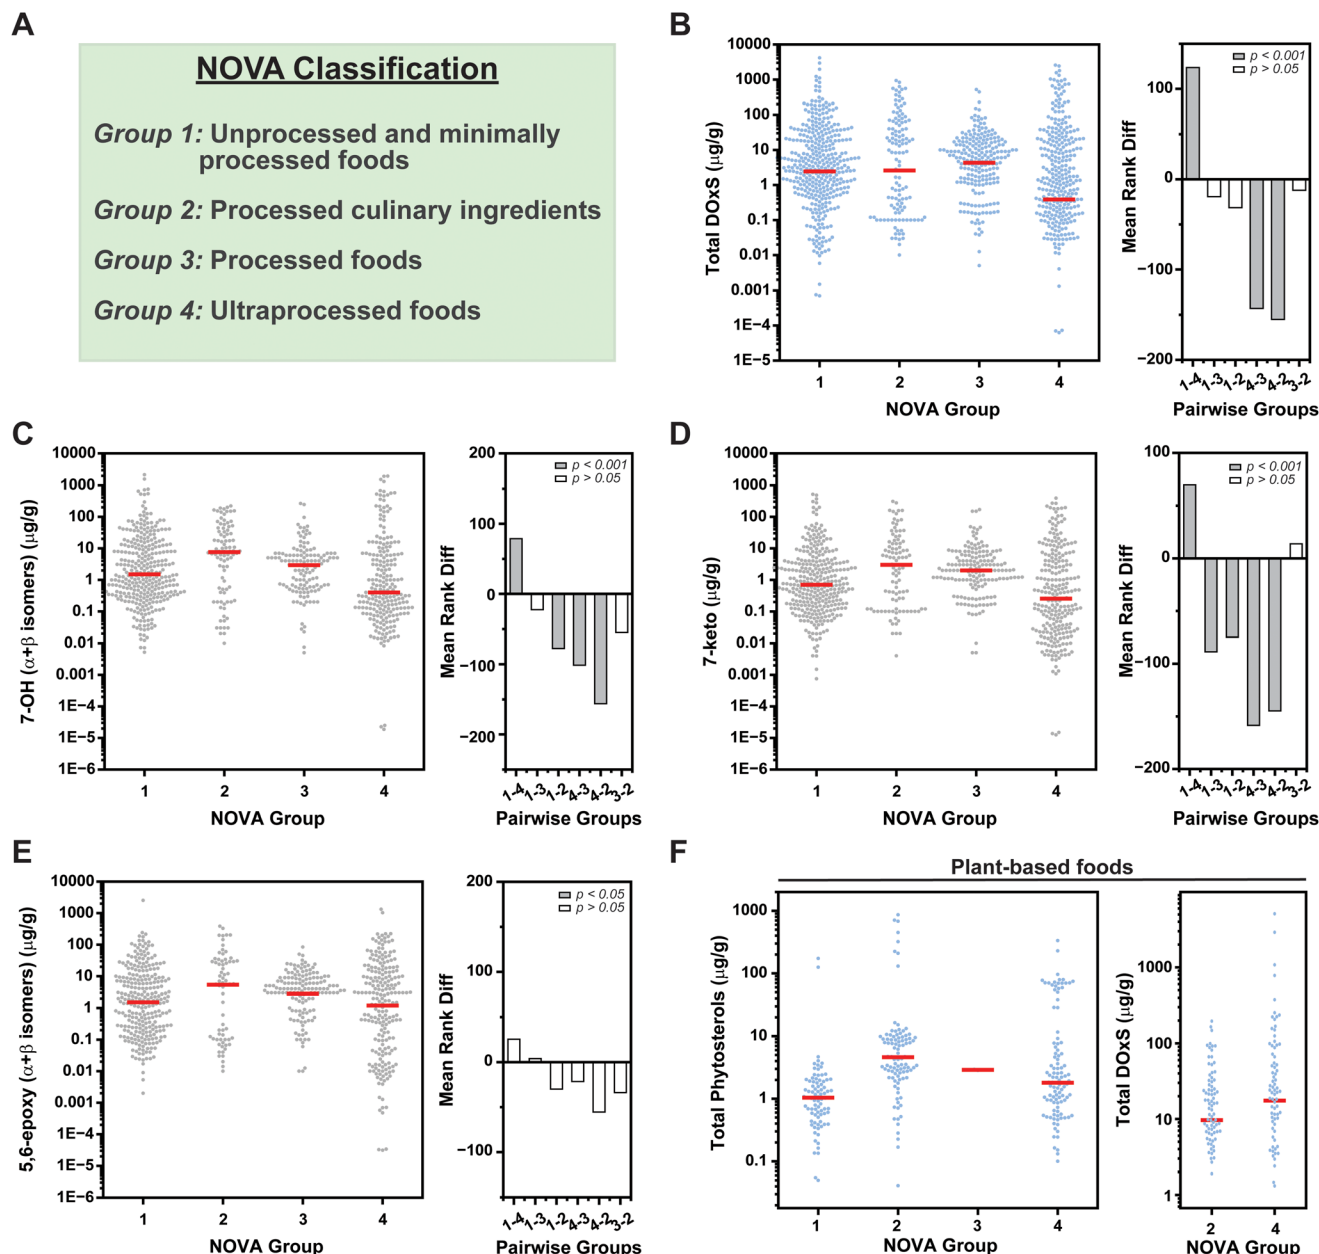 A
NOVA Classification
Group 1: Unprocessed and minimally
processed foods
Group 2: Processed culinary ingredients
Group 3: Processed foods
Group 4: Ultraprocessed foods
B
Total DOxS (μg/g)
10000
1000
100
10
1
0.1
0.01
0.001
1E−4
1E−5
1
2
3
4
NOVA Group
Mean Rank Diff
100
0
−100
−200
p < 0.001
p > 0.05
1-4
1-3
1-2
4-3
4-2
3-2
Pairwise Groups
C
7-OH (α+β isomers) (μg/g)
10000
1000
100
10
1
0.1
0.01
0.001
1E−4
1E−5
1E−6
1
2
3
4
NOVA Group
Mean Rank Diff
200
100
0
−100
−200
p < 0.001
p > 0.05
1-4
1-3
1-2
4-3
4-2
3-2
Pairwise Groups
D
7-keto (μg/g)
10000
1000
100
10
1
0.1
0.01
0.001
1E−4
1E−5
1E−6
1
2
3
4
NOVA Group
Mean Rank Diff
100
0
−100
−200
p < 0.001
p > 0.05
1-4
1-3
1-2
4-3
4-2
3-2
Pairwise Groups
E
5,6-epoxy (α+β isomers) (μg/g)
10000
1000
100
10
1
0.1
0.01
0.001
1E−4
1E−5
1E−6
1
2
3
4
NOVA Group
Mean Rank Diff
200
100
0
−100
p < 0.05
p > 0.05
1-4
1-3
1-2
4-3
4-2
3-2
Pairwise Groups
F
Plant-based foods
Total Phytosterols (μg/g)
1000
100
10
1
0.1
1
2
3
4
NOVA Group
Total DOxS (μg/g)
1000
100
10
1
2
4
NOVA Group